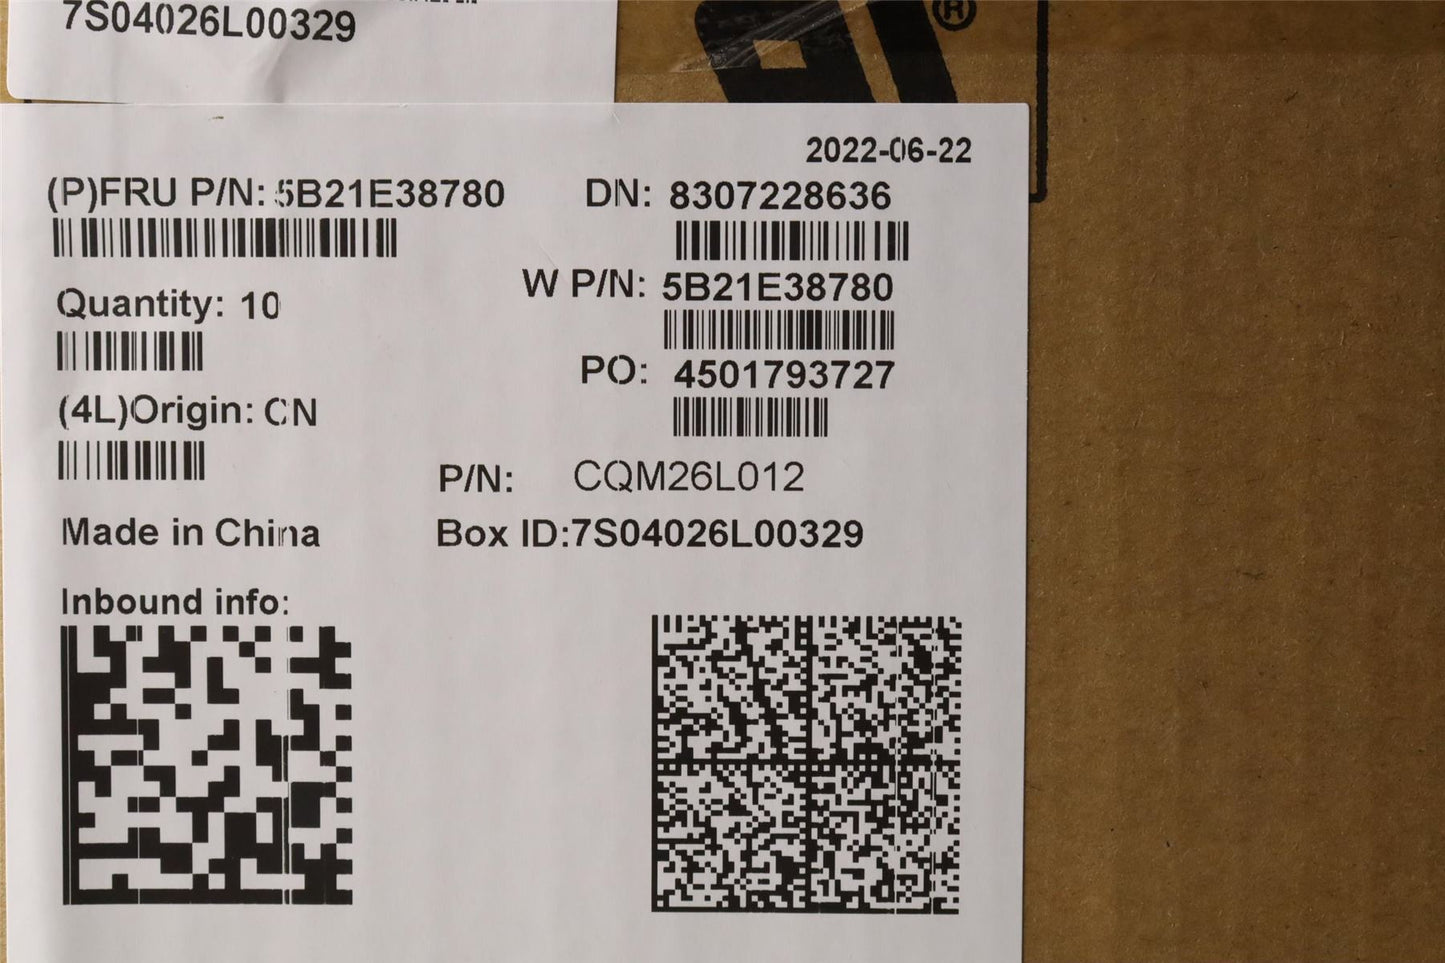 7S04026L00329
®
2022-06-22
(P)FRU P/N: 5B21E38780
DN: 8307228636
W P/N: 5B21E38780
Quantity: 10
PO: 4501793727
(4L)Origin: CN
P/N: CQM26L012
Made in China
Box ID:7S04026L00329
Inbound info: